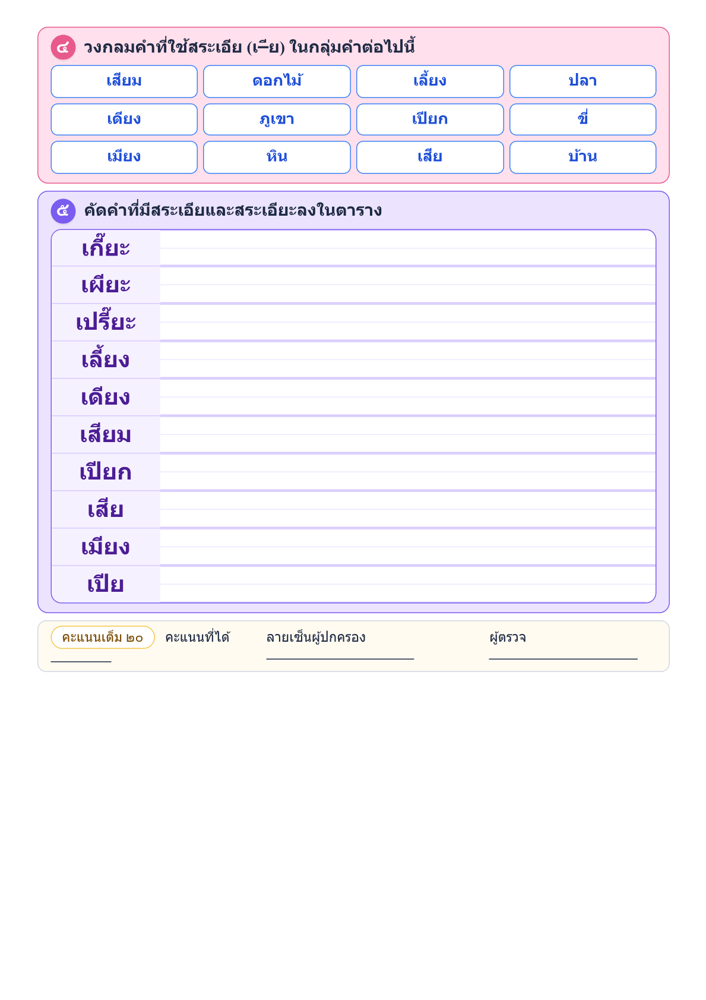 ๔ วงกลมคำที่ใช้สระเอีย (เ–ีย) ในกลุ่มคำต่อไปนี้
เสียม ดอกไม้ เลี้ยง ปลา
เดียง ภูเขา เปียก ขี่
เมียง หิน เสีย บ้าน
๕ คัดคำที่มีสระเอียและสระเอียะลงในตาราง
เกี๊ยะ
เผียะ
เปรี๊ยะ
เลี้ยง
เดียง
เสียม
เปียก
เสีย
เมียง
เปีย
คะแนนเต็ม ๒๐ คะแนนที่ได้ ลายเซ็นผู้ปกครอง ผู้ตรวจ